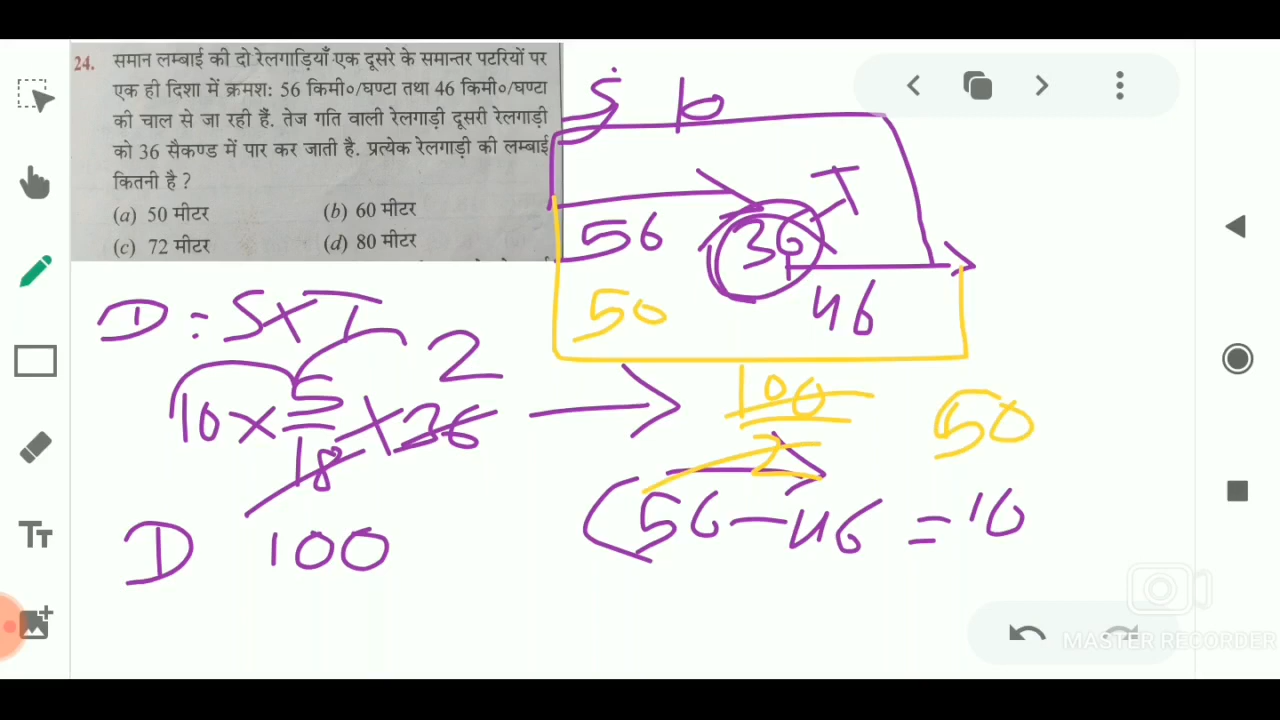 24. समान लम्बाई की दो रेलगाड़ियाँ एक दूसरे के समान्तर पटरियों पर
एक ही दिशा में क्रमशः 56 किमी०/घण्टा तथा 46 किमी०/घण्टा
की चाल से जा रही हैं. तेज गति वाली रेलगाड़ी दूसरी रेलगाड़ी
को 36 सैकण्ड में पार कर जाती है. प्रत्येक रेलगाड़ी की लम्बाई
कितनी है ?
(a) 50 मीटर (b) 60 मीटर
(c) 72 मीटर (d) 80 मीटर
S 10
T
56 36
46
50
D = S × T
10 × 5/18 × 36 2
100/2 50
(56 – 46 = 10
D 100
Tт
MASTER RECORDER